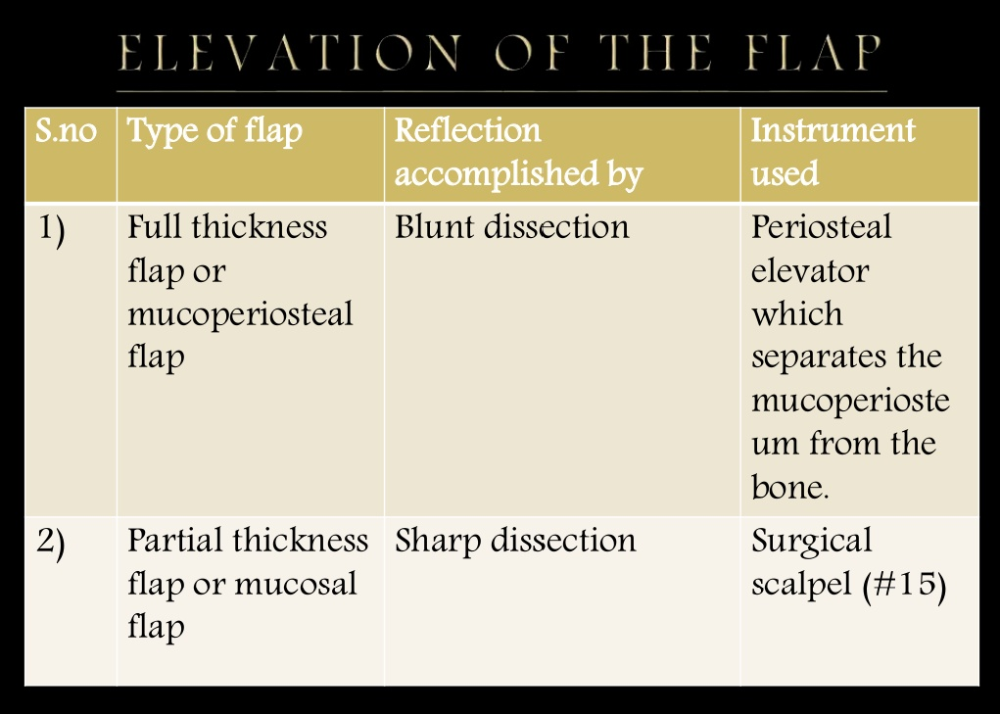 ELEVATION OF THE FLAP
S.no
Type of flap
Reflection
accomplished by
Instrument
used
1)
Full thickness
flap or
mucoperiosteal
flap
Blunt dissection
Periosteal
elevator
which
separates the
mucoperioste
um from the
bone.
2)
Partial thickness
flap or mucosal
flap
Sharp dissection
Surgical
scalpel (#15)